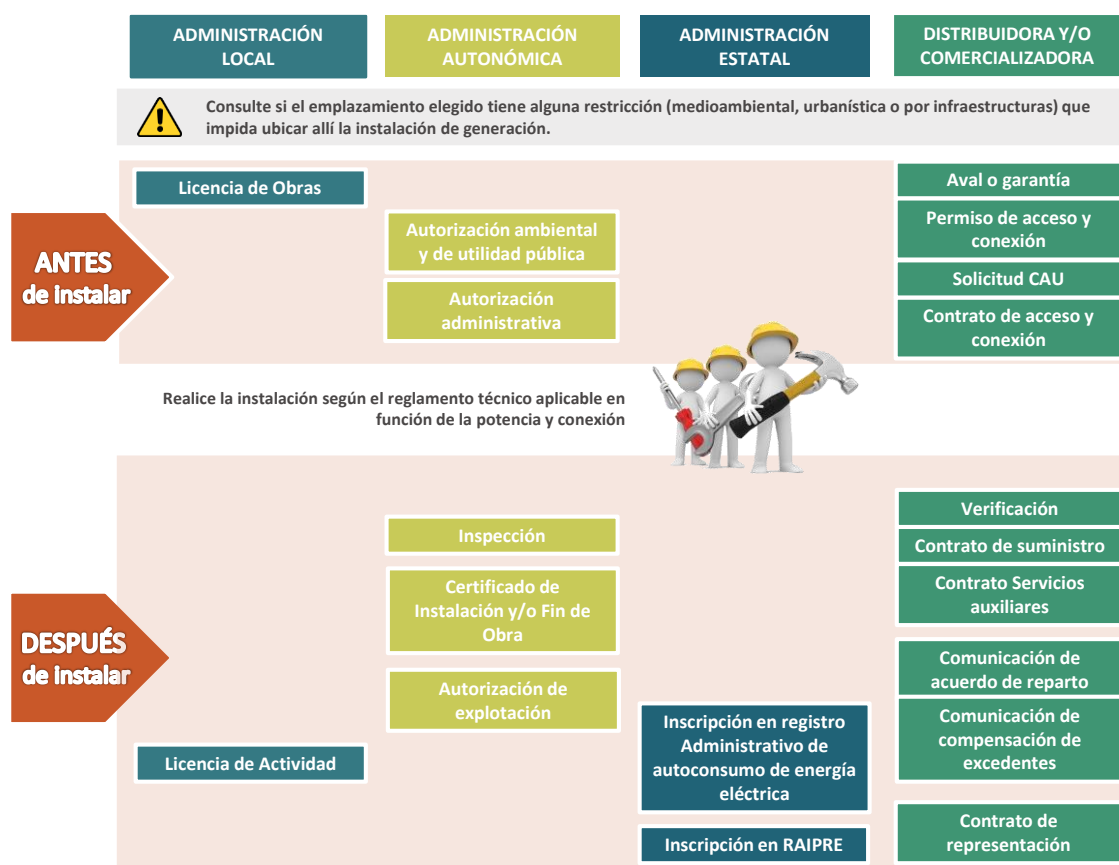 ADMINISTRACIÓN
LOCAL
ADMINISTRACIÓN
AUTONÓMICA
ADMINISTRACIÓN
ESTATAL
DISTRIBUIDORA Y/O
COMERCIALIZADORA
Consulte si el emplazamiento elegido tiene alguna restricción (medioambiental, urbanística o por infraestructuras) que
impida ubicar allí la instalación de generación.
ANTES
de instalar
Licencia de Obras
Autorización ambiental
y de utilidad pública
Autorización
administrativa
Aval o garantía
Permiso de acceso y
conexión
Solicitud CAU
Contrato de acceso y
conexión
Realice la instalación según el reglamento técnico aplicable en
función de la potencia y conexión
DESPUÉS
de instalar
Licencia de Actividad
Inspección
Certificado de
Instalación y/o Fin de
Obra
Autorización de
explotación
Inscripción en registro
Administrativo de
autoconsumo de energía
eléctrica
Inscripción en RAIPRE
Verificación
Contrato de suministro
Contrato Servicios
auxiliares
Comunicación de
acuerdo de reparto
Comunicación de
compensación de
excedentes
Contrato de
representación